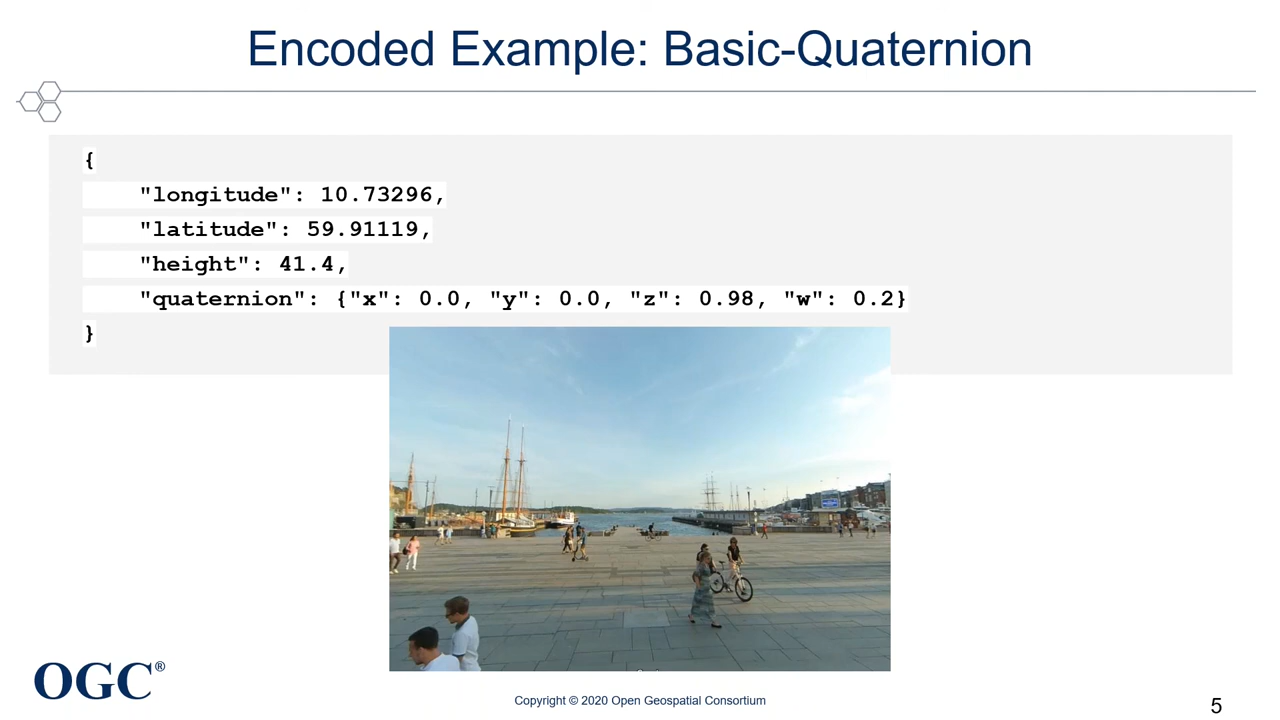 Encoded Example: Basic-Quaternion
{
"longitude": 10.73296,
"latitude": 59.91119,
"height": 41.4,
"quaternion": {"x": 0.0, "y": 0.0, "z": 0.98, "w": 0.2}
}
OGC®
Copyright © 2020 Open Geospatial Consortium
5